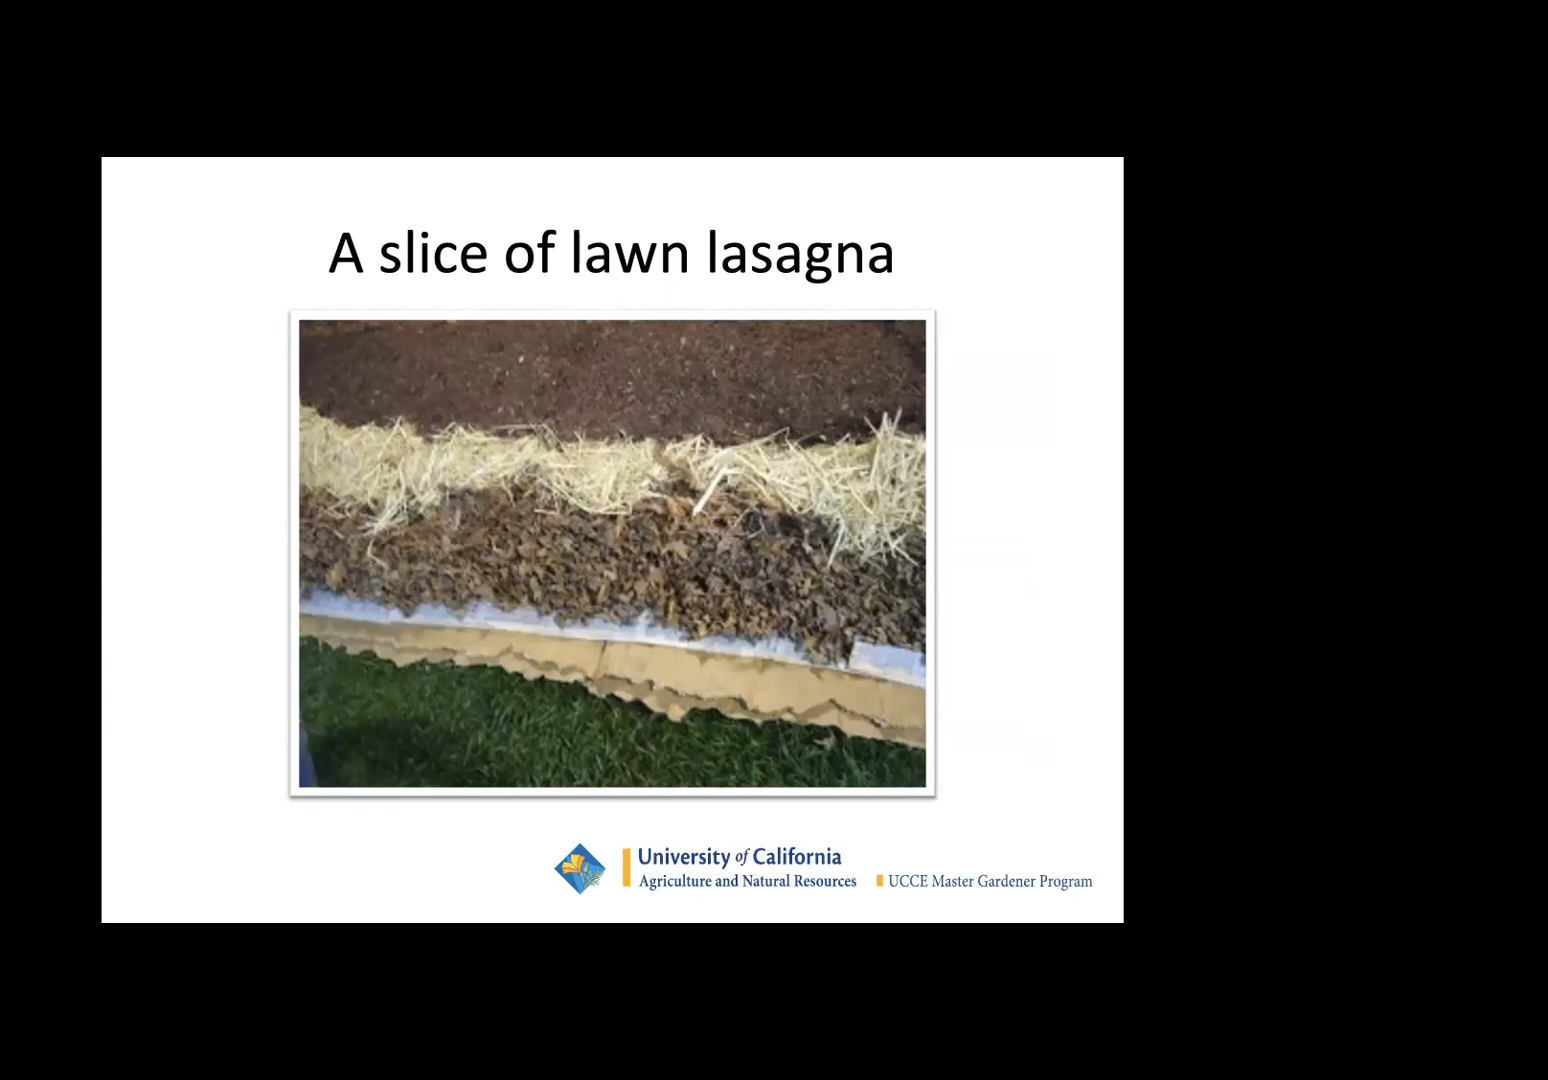 A slice of lawn lasagna
University of California
Agriculture and Natural Resources
UCCE Master Gardener Program